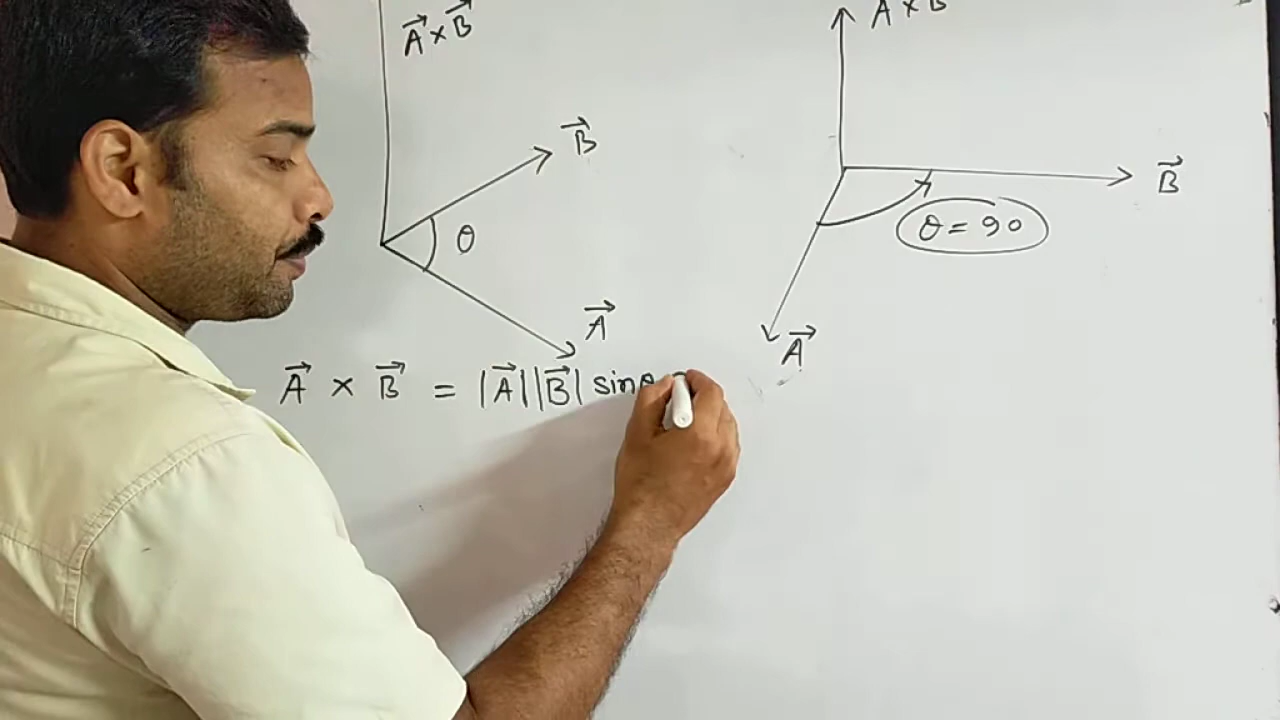 A⃗ × B⃗
A × B
B⃗
θ
A⃗
B⃗
θ = 90
A⃗
A⃗ × B⃗ = |A⃗||B⃗| sinθ